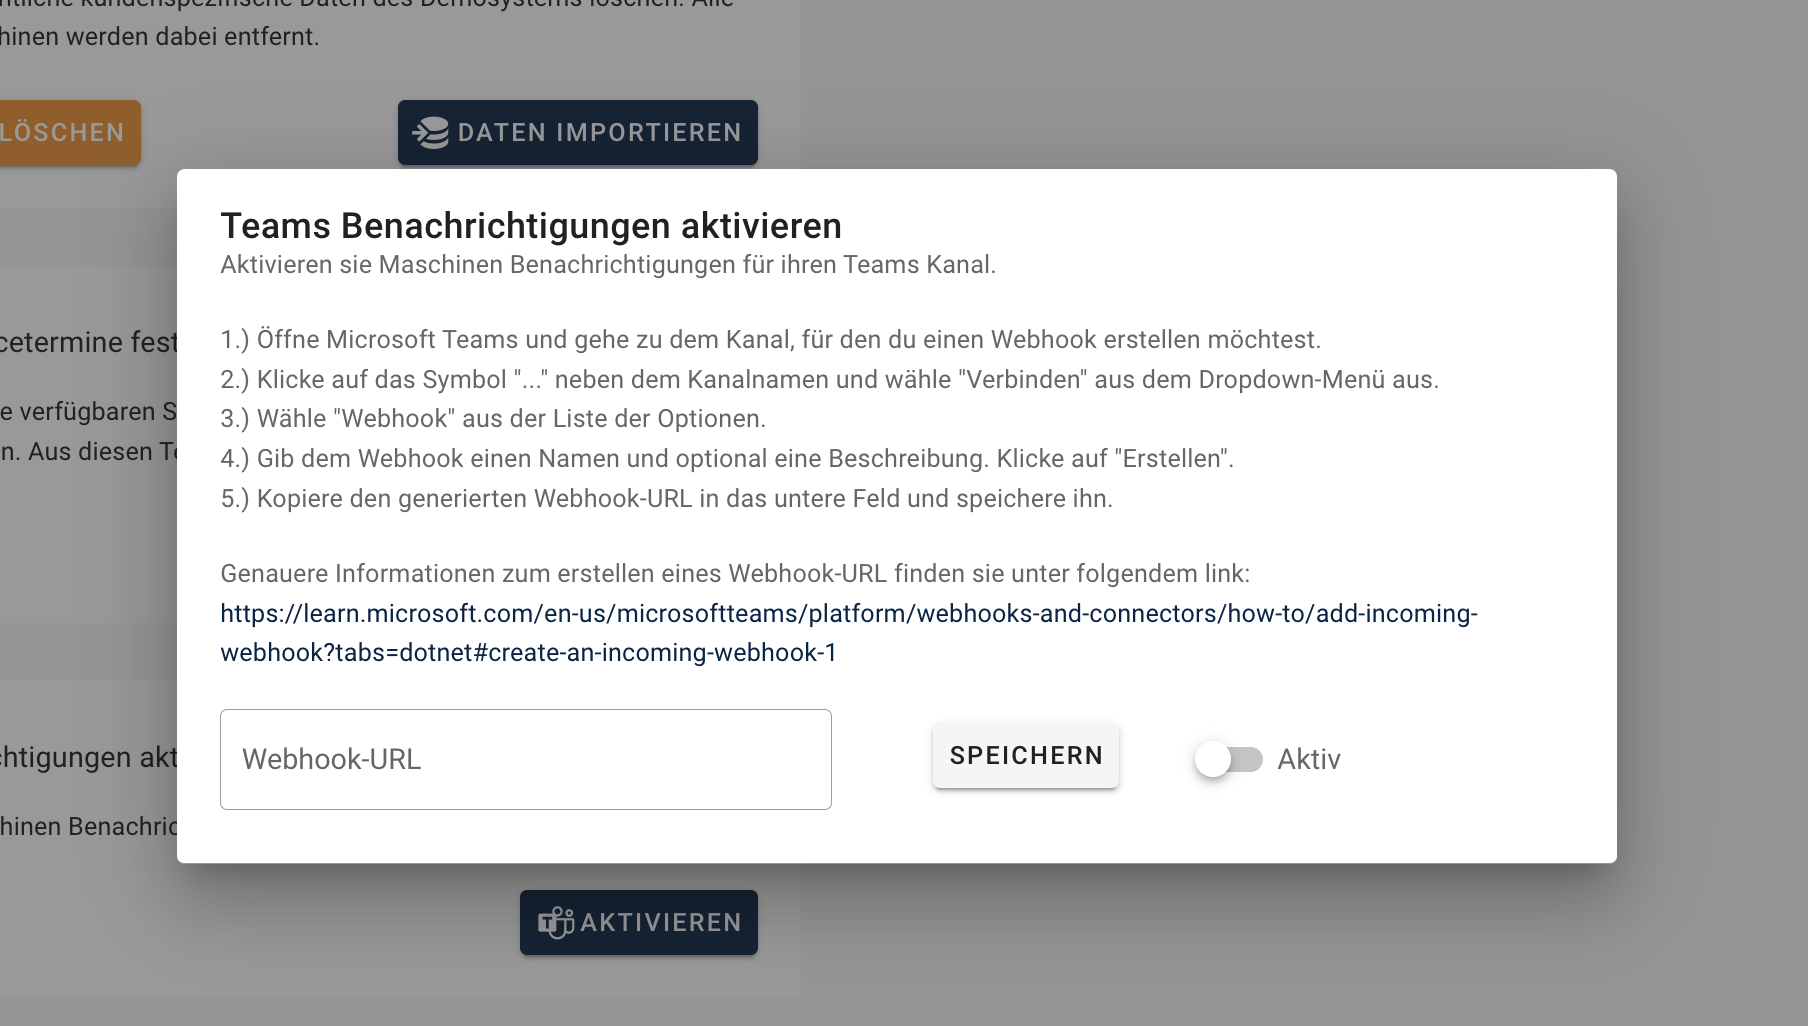 hinen werden dabei entfernt.
LÖSCHEN
DATEN IMPORTIEREN
Teams Benachrichtigungen aktivieren
Aktivieren sie Maschinen Benachrichtigungen für ihren Teams Kanal.
1.) Öffne Microsoft Teams und gehe zu dem Kanal, für den du einen Webhook erstellen möchtest.
2.) Klicke auf das Symbol "..." neben dem Kanalnamen und wähle "Verbinden" aus dem Dropdown-Menü aus.
3.) Wähle "Webhook" aus der Liste der Optionen.
4.) Gib dem Webhook einen Namen und optional eine Beschreibung. Klicke auf "Erstellen".
5.) Kopiere den generierten Webhook-URL in das untere Feld und speichere ihn.
Genauere Informationen zum erstellen eines Webhook-URL finden sie unter folgendem link:
https://learn.microsoft.com/en-us/microsoftteams/platform/webhooks-and-connectors/how-to/add-incoming-
webhook?tabs=dotnet#create-an-incoming-webhook-1
Webhook-URL
SPEICHERN
Aktiv
cetermine fest
e verfügbaren S
n. Aus diesen Te
chtigungen akt
hinen Benachric
AKTIVIEREN